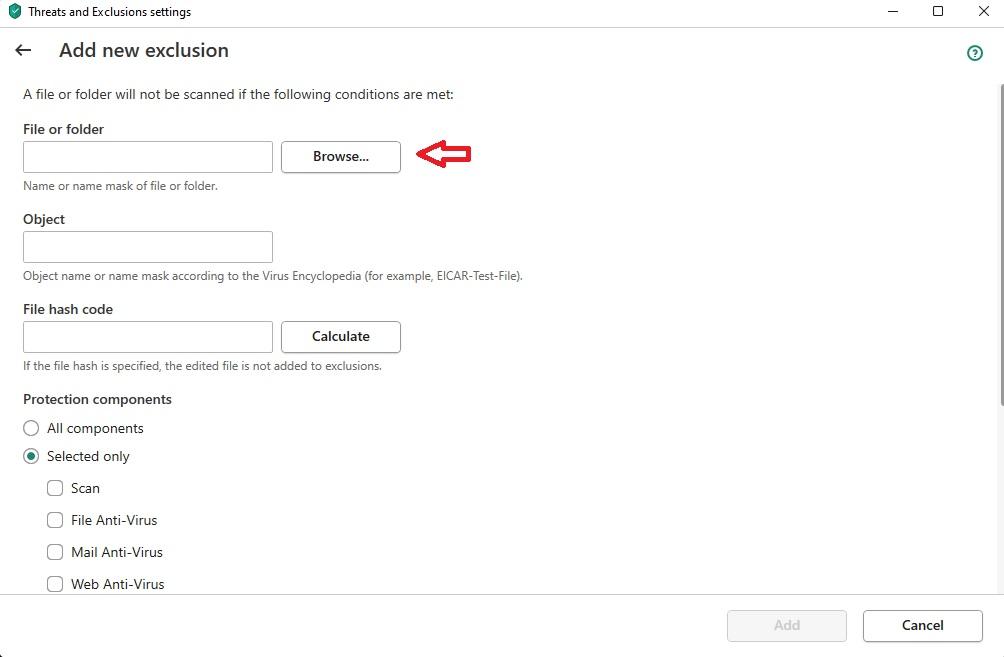 Threats and Exclusions settings
Add new exclusion
?
A file or folder will not be scanned if the following conditions are met:
File or folder
Browse...
Name or name mask of file or folder.
Object
Object name or name mask according to the Virus Encyclopedia (for example, EICAR-Test-File).
File hash code
Calculate
If the file hash is specified, the edited file is not added to exclusions.
Protection components
All components
Selected only
Scan
File Anti-Virus
Mail Anti-Virus
Web Anti-Virus
Add Cancel